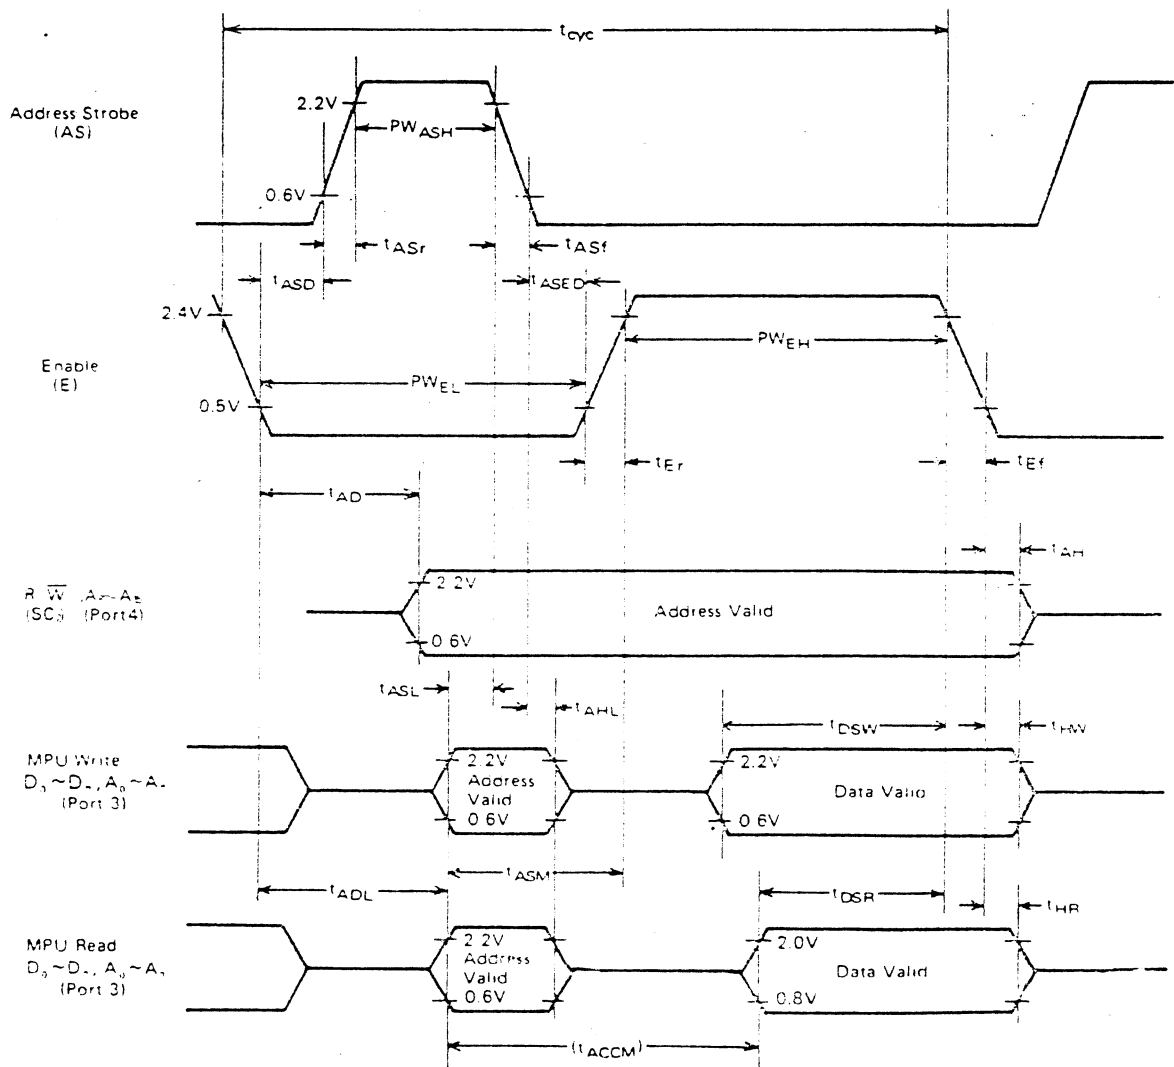 tcyc
Address Strobe
(AS)
2.2V
PWASH
0.6V
tASr
tASf
tASD
tASED
2.4V
Enable
(E)
PWEH
PWEL
0.5V
tEr
tEf
tAD
tAH
R W
(Port4)
2.2V
Address Valid
0.6V
tASL
tAHL
tDSW
tHW
MPU Write
(Port 3)
2.2V
Address
Valid
0.6V
2.2V
Data Valid
0.6V
tASM
tADL
tDSR
tHR
MPU Read
(Port 3)
2.2V
Address
Valid
0.6V
2.0V
Data Valid
0.8V
(tACCM)